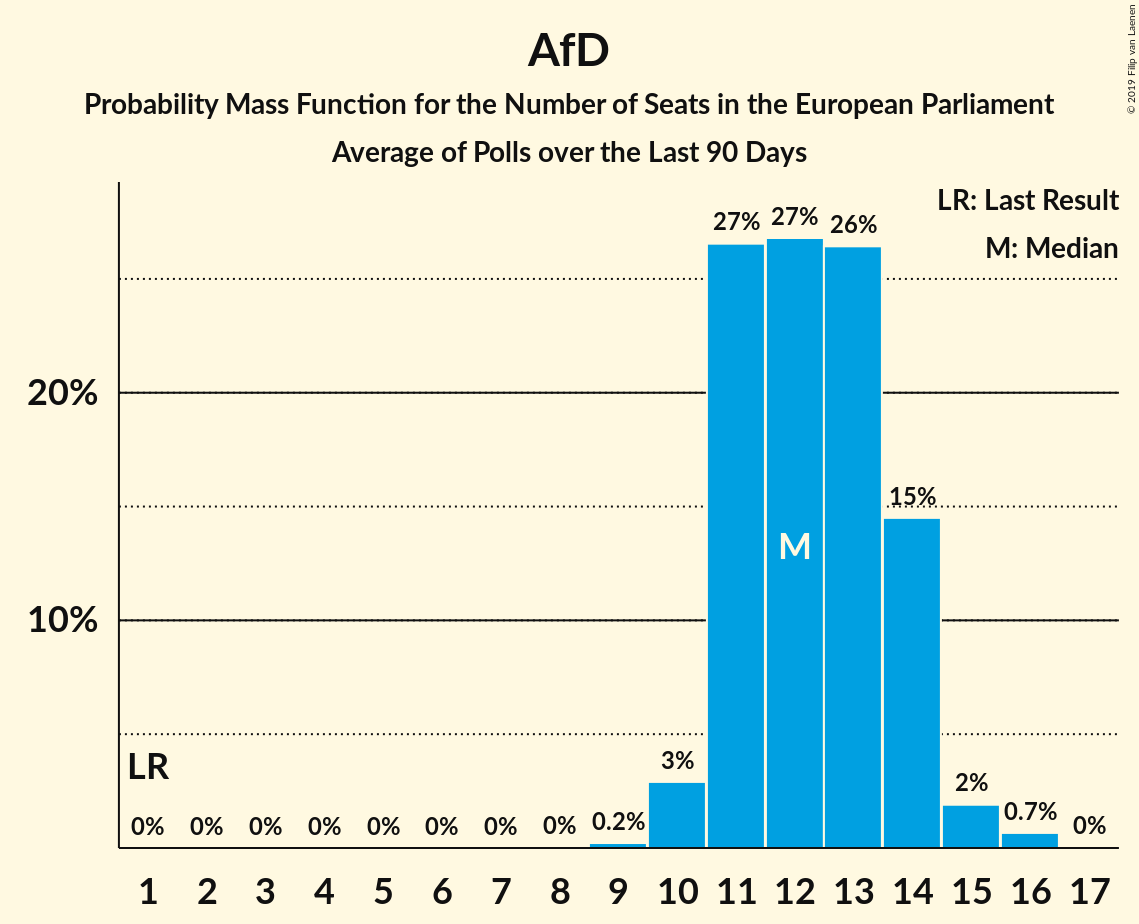 AfD
Probability Mass Function for the Number of Seats in the European Parliament
Average of Polls over the Last 90 Days
© 2019 Filip van Laenen
LR: Last Result
M: Median
27% 27% 26%
20%
15%
M
10%
LR
3%
2%
0% 0% 0% 0% 0% 0% 0% 0% 0.2% 0.7% 0%
1 2 3 4 5 6 7 8 9 10 11 12 13 14 15 16 17